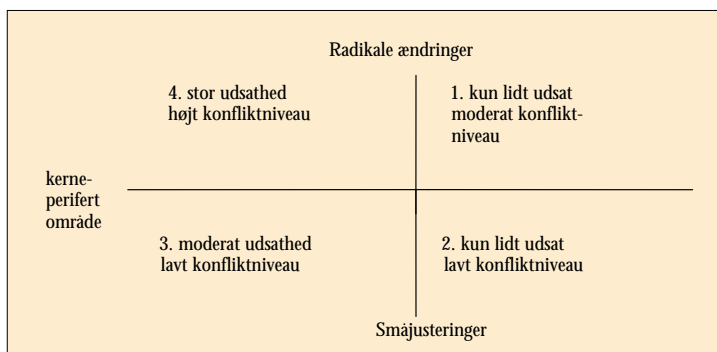 Radikale ændringer
4. stor udsathed
højt konfliktniveau
1. kun lidt udsat
moderat konflikt-
niveau
kerne-
perifert
område
3. moderat udsathed
lavt konfliktniveau
2. kun lidt udsat
lavt konfliktniveau
Småjusteringer